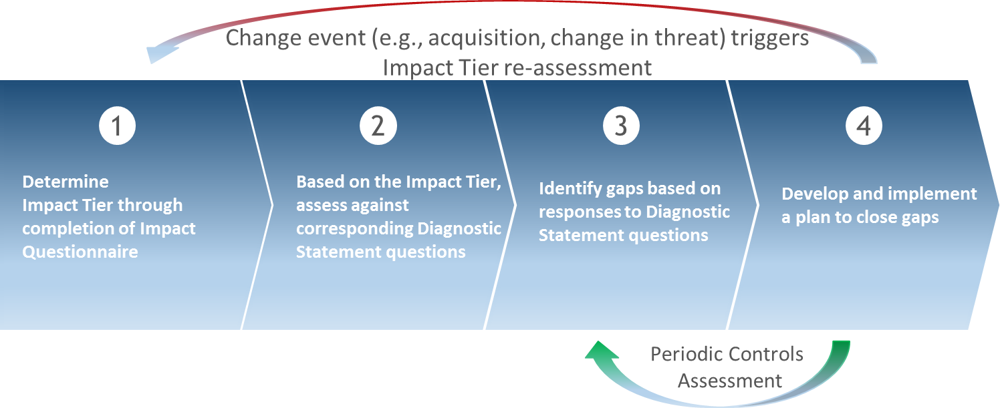 Change event (e.g., acquisition, change in threat) triggers
Impact Tier re-assessment
1
Determine
Impact Tier through
completion of Impact
Questionnaire
2
Based on the Impact Tier,
assess against
corresponding Diagnostic
Statement questions
3
Identify gaps based on
responses to Diagnostic
Statement questions
4
Develop and implement
a plan to close gaps
Periodic Controls
Assessment